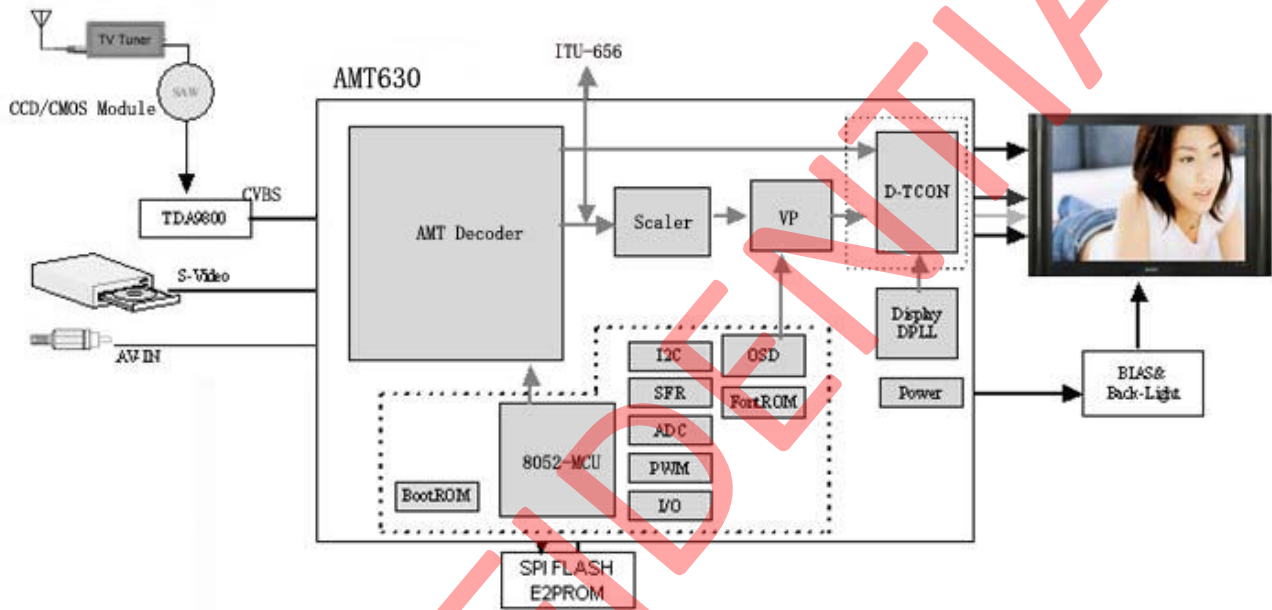 TV Tuner
SAW
CCD/CMOS Module
TDA9800
CVBS
S-Video
AV-IN
AMT630
ITU-656
AMT Decoder
Scaler
VP
D-TCON
Display
DPLL
Power
I2C
SFR
ADC
PWM
I/O
OSD
FortROM
8052-MCU
BootROM
SPI FLASH
E2PROM
BIAS&
Back-Light